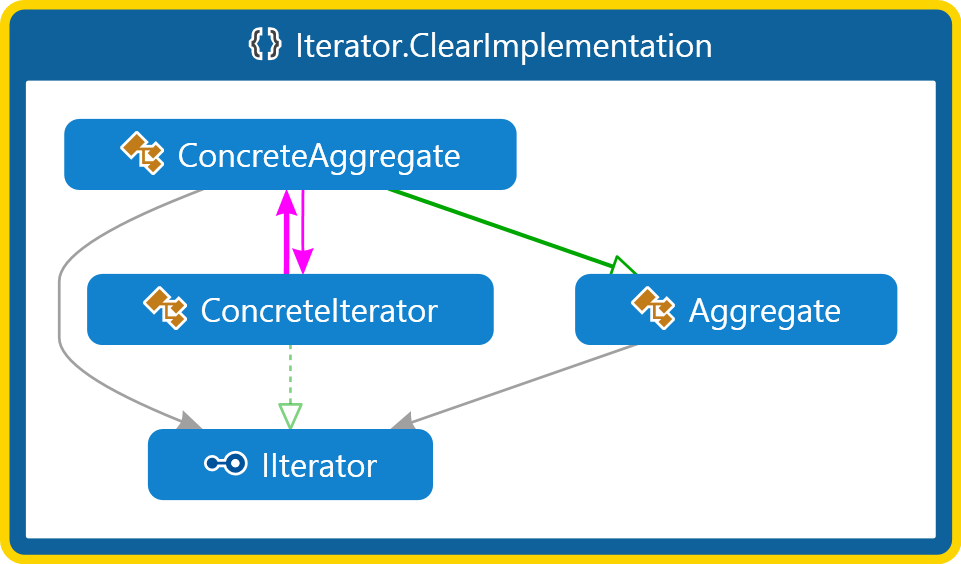 {} Iterator.ClearImplementation
ConcreteAggregate
ConcreteIterator
Aggregate
IIterator